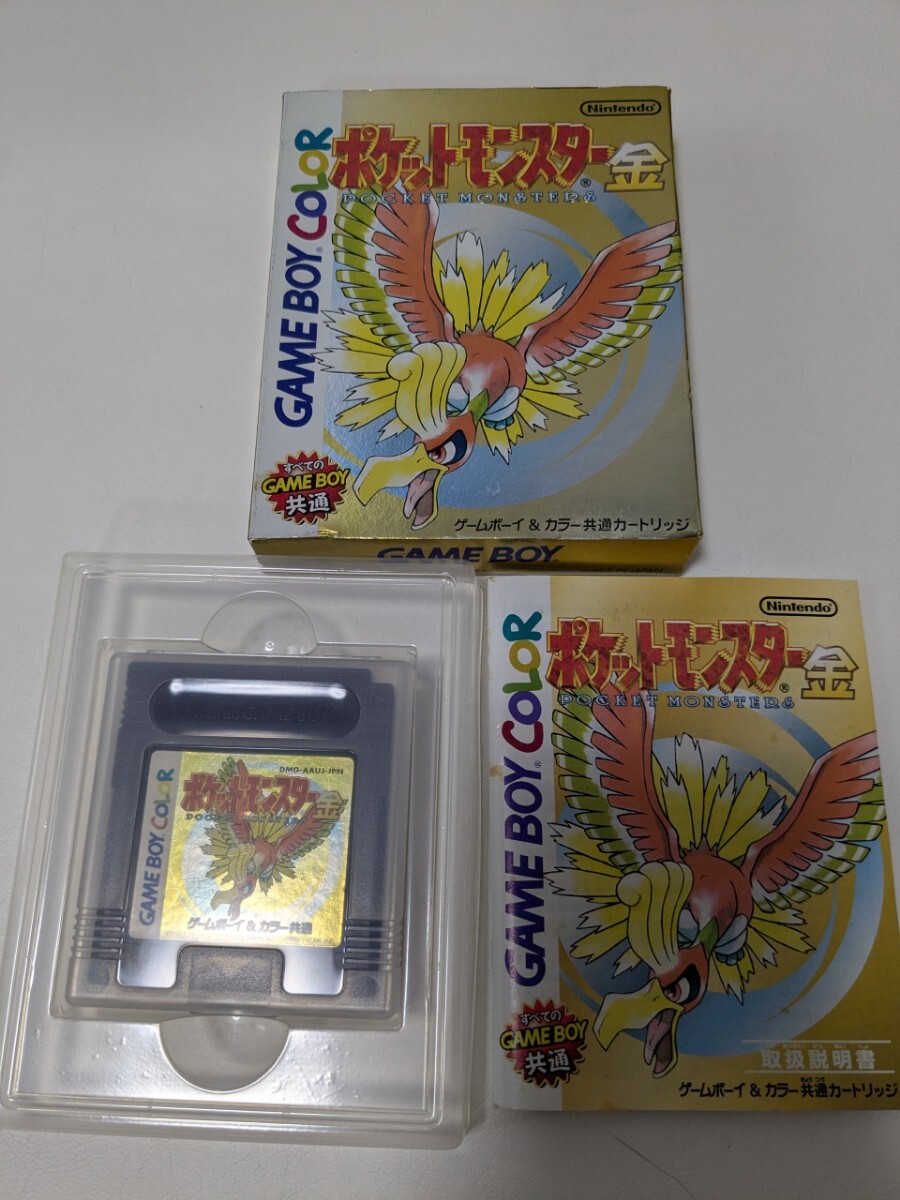 Nintendo
GAME BOY COLOR
ポケットモンスター金
POCKET MONSTERS
すべての
GAME BOY
共通
ゲームボーイ & カラー共通カートリッジ
GAME BOY
DMG-AAUJ-JPN
GAME BOY COLOR
ポケットモンスター金
POCKET MONSTERS
ゲームボーイ & カラー共通
Nintendo
GAME BOY COLOR
ポケットモンスター金
POCKET MONSTERS
すべての
GAME BOY
共通
取扱説明書
ゲームボーイ & カラー共通カートリッジ